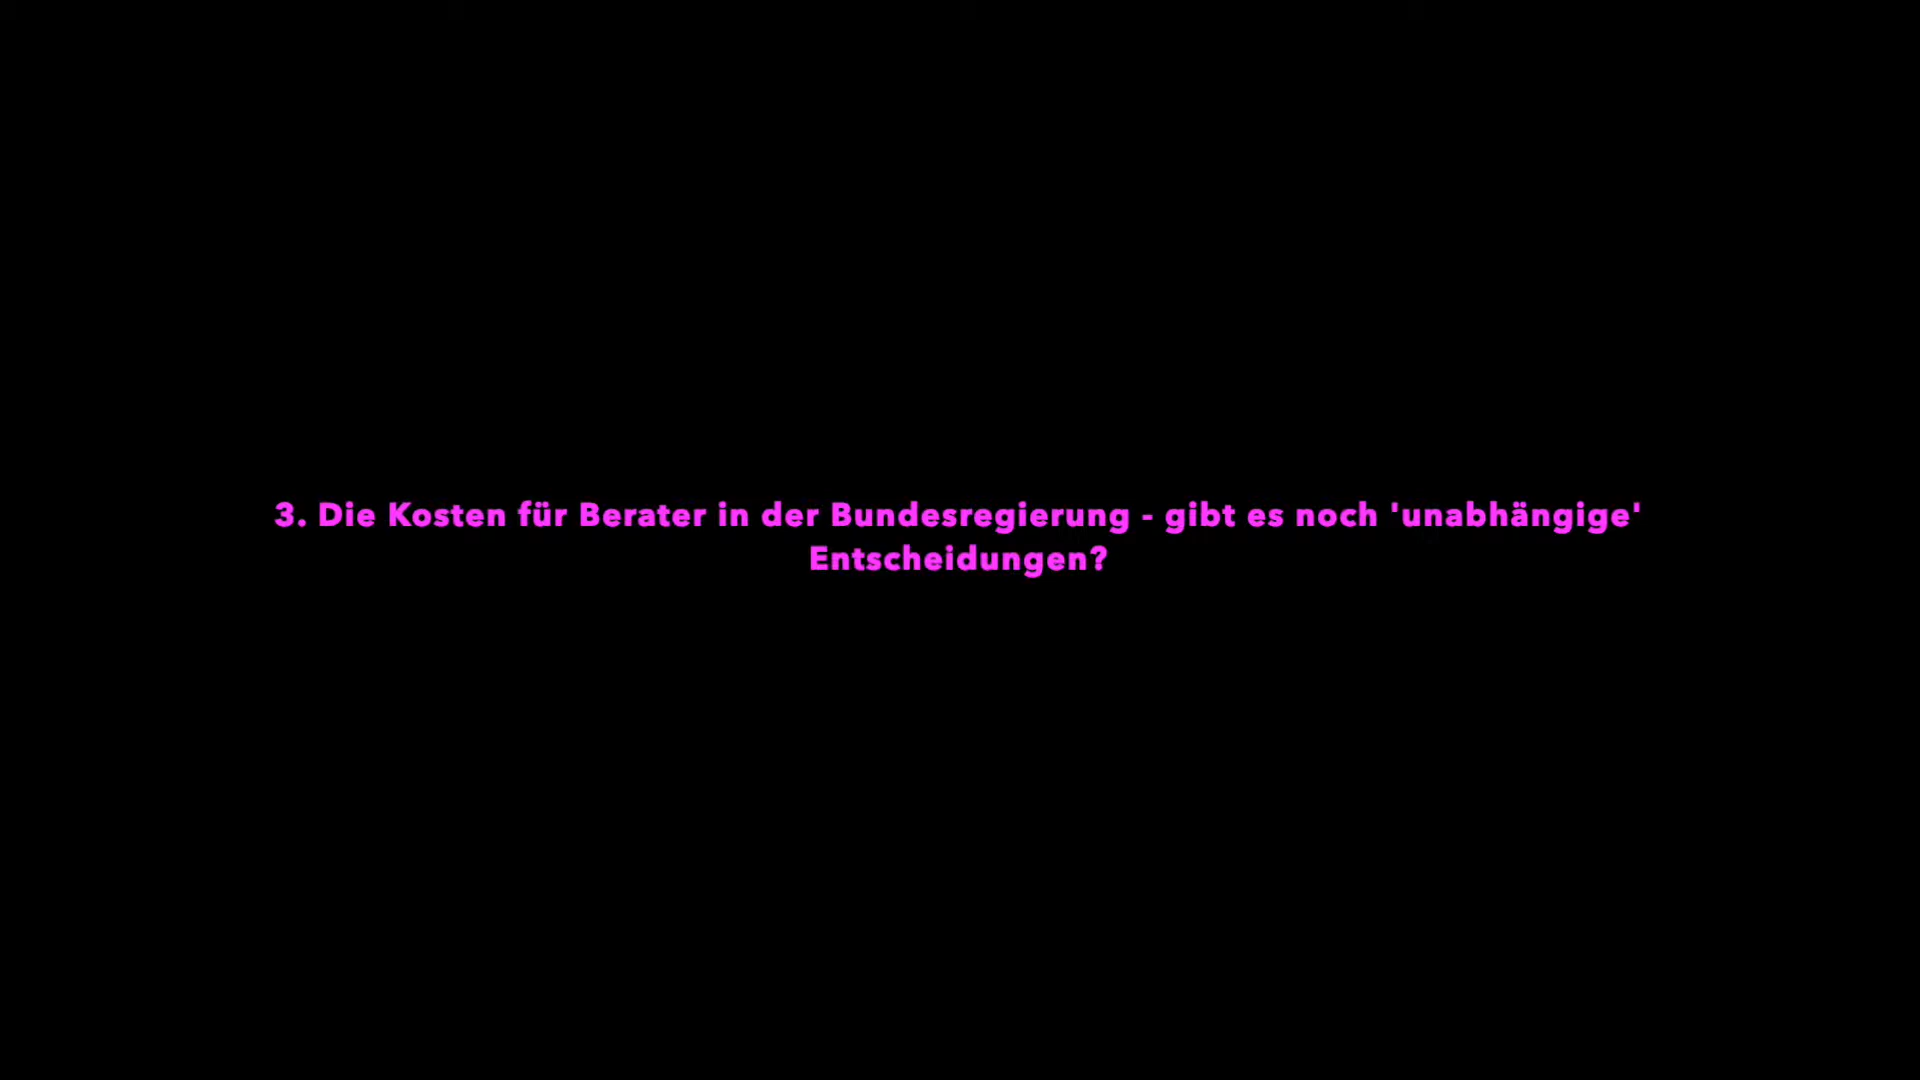 3. Die Kosten für Berater in der Bundesregierung - gibt es noch 'unabhängige'
Entscheidungen?